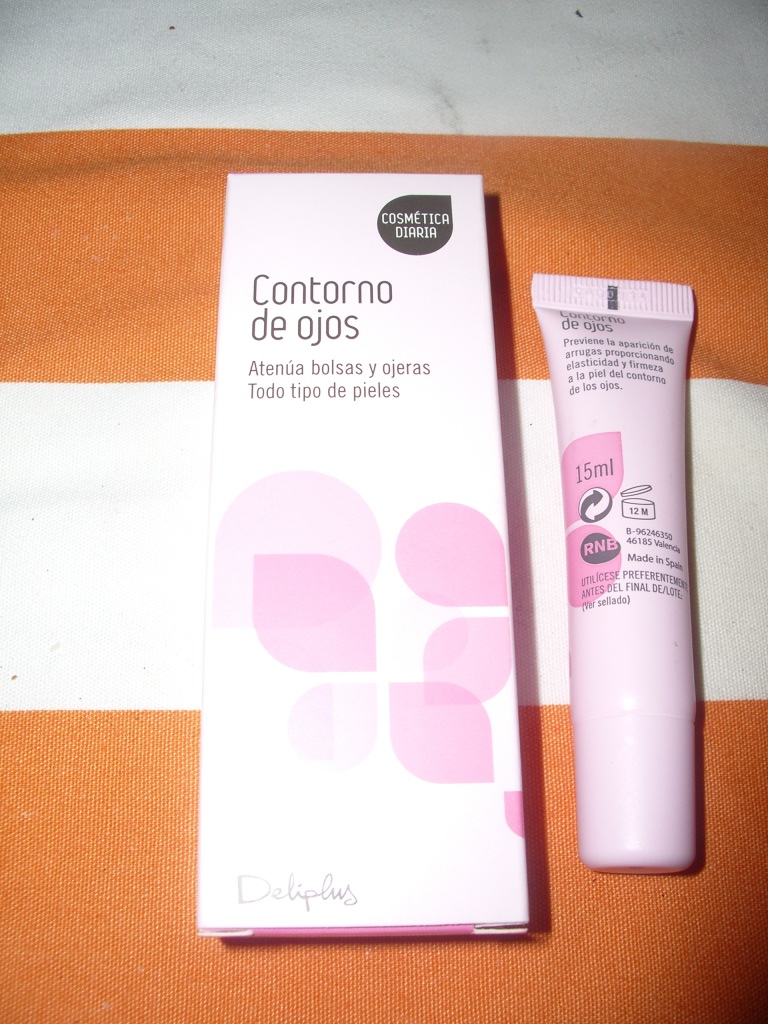 COSMÉTICA
DIARIA
Contorno
de ojos
Atenúa bolsas y ojeras
Todo tipo de pieles
Deliplus
Contorno
de ojos
Previene la aparición de
arrugas proporcionando
elasticidad y firmeza
a la piel del contorno
de los ojos.
15ml
12 M
RNB
B-96246350
46185 Valencia
Made in Spain
UTILÍCESE PREFERENTEMENTE
ANTES DEL FINAL DE/LOTE:
(Ver sellado)